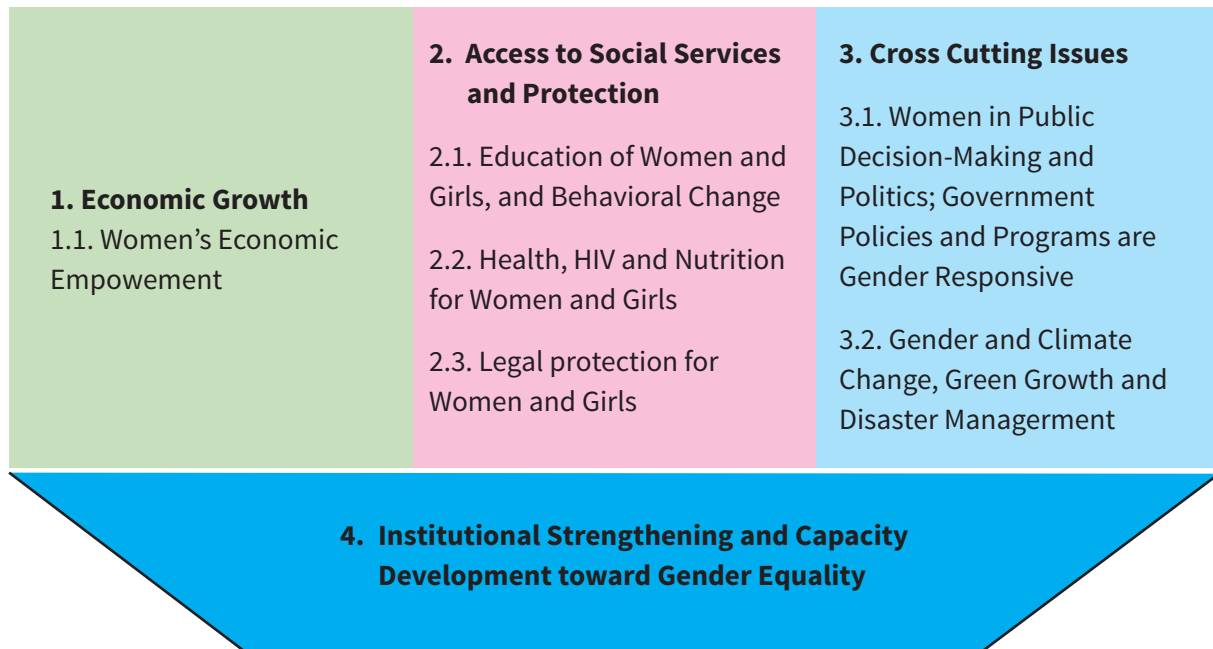 1. Economic Growth
1.1. Women’s Economic
Empowement
2. Access to Social Services
and Protection
2.1. Education of Women and
Girls, and Behavioral Change
2.2. Health, HIV and Nutrition
for Women and Girls
2.3. Legal protection for
Women and Girls
3. Cross Cutting Issues
3.1. Women in Public
Decision-Making and
Politics; Government
Policies and Programs are
Gender Responsive
3.2. Gender and Climate
Change, Green Growth and
Disaster Managerment
4. Institutional Strengthening and Capacity
Development toward Gender Equality